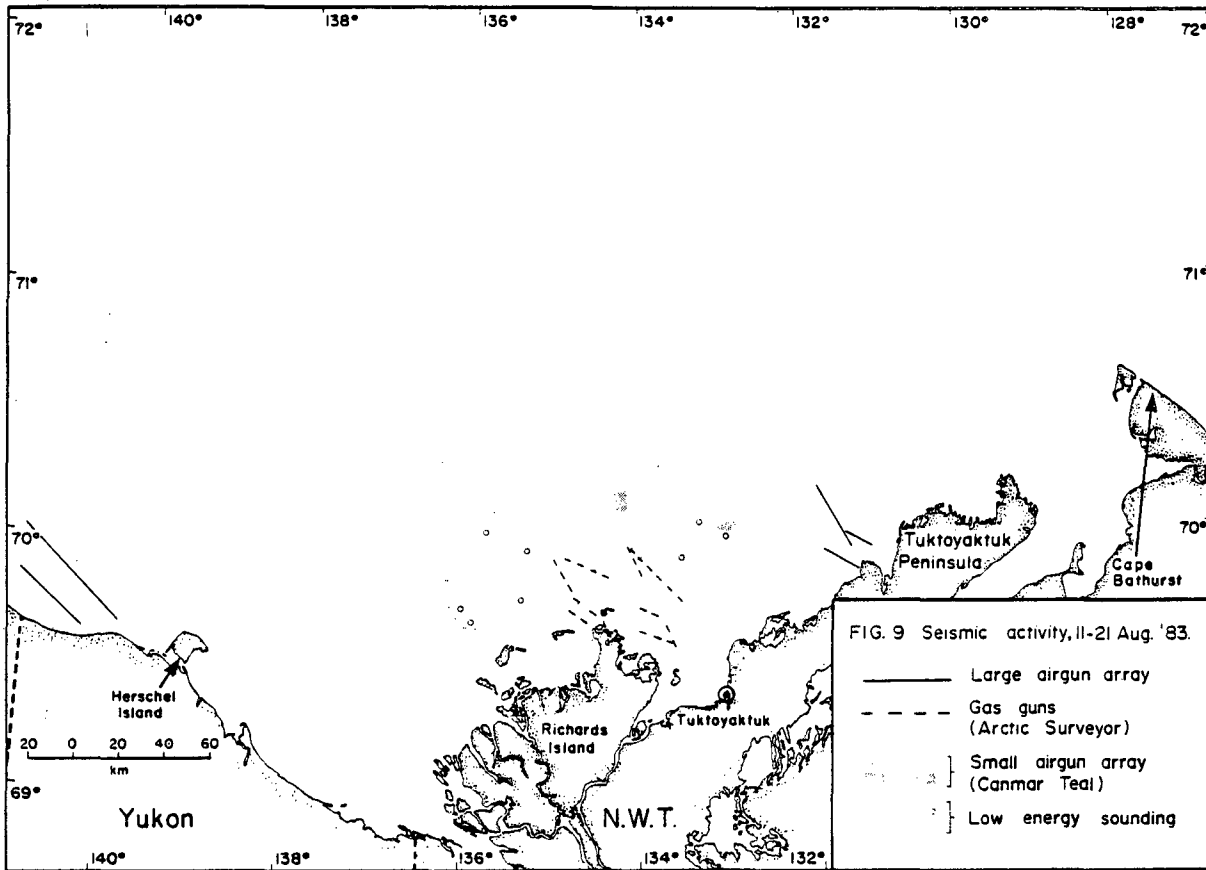 72° 140° 138° 136° 134° 132° 130° 128° 72°
71° 71°
70° 70°
Tuktoyaktuk
Peninsula
Cape
Bathurst
Herschel
Island
20 0 20 40 60
km
Richards
Island
Tuktoyaktuk
69°
Yukon
N.W.T.
140° 138° 136° 134° 132°
FIG. 9 Seismic activity, 11-21 Aug. '83.
Large airgun array
Gas guns
(Arctic Surveyor)
Small airgun array
(Canmar Teal)
Low energy sounding